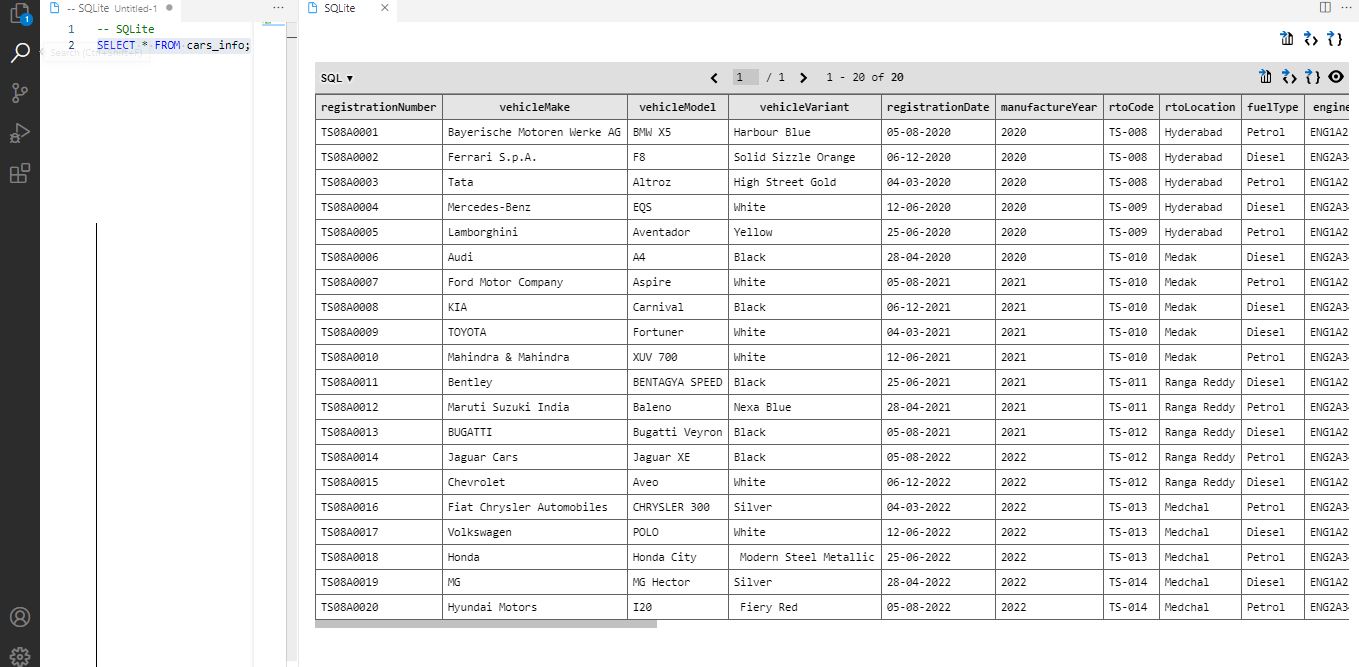 -- SQLite Untitled-1
SQLite
1 -- SQLite
2 SELECT * FROM cars_info;
1
SQL 1 / 1 1 - 20 of 20
registrationNumber vehicleMake vehicleModel vehicleVariant registrationDate manufactureYear rtoCode rtoLocation fuelType engine
TS08A0001 Bayerische Motoren Werke AG BMW X5 Harbour Blue 05-08-2020 2020 TS-008 Hyderabad Petrol ENG1A2
TS08A0002 Ferrari S.p.A. F8 Solid Sizzle Orange 06-12-2020 2020 TS-008 Hyderabad Diesel ENG2A3
TS08A0003 Tata Altroz High Street Gold 04-03-2020 2020 TS-008 Hyderabad Petrol ENG1A2
TS08A0004 Mercedes-Benz EQS White 12-06-2020 2020 TS-009 Hyderabad Diesel ENG2A3
TS08A0005 Lamborghini Aventador Yellow 25-06-2020 2020 TS-009 Hyderabad Petrol ENG1A2
TS08A0006 Audi A4 Black 28-04-2020 2020 TS-010 Medak Diesel ENG2A3
TS08A0007 Ford Motor Company Aspire White 05-08-2021 2021 TS-010 Medak Petrol ENG1A2
TS08A0008 KIA Carnival Black 06-12-2021 2021 TS-010 Medak Diesel ENG2A3
TS08A0009 TOYOTA Fortuner White 04-03-2021 2021 TS-010 Medak Diesel ENG1A2
TS08A0010 Mahindra & Mahindra XUV 700 White 12-06-2021 2021 TS-010 Medak Petrol ENG2A3
TS08A0011 Bentley BENTAGYA SPEED Black 25-06-2021 2021 TS-011 Ranga Reddy Diesel ENG1A2
TS08A0012 Maruti Suzuki India Baleno Nexa Blue 28-04-2021 2021 TS-011 Ranga Reddy Petrol ENG2A3
TS08A0013 BUGATTI Bugatti Veyron Black 05-08-2021 2021 TS-012 Ranga Reddy Diesel ENG1A2
TS08A0014 Jaguar Cars Jaguar XE Black 05-08-2022 2022 TS-012 Ranga Reddy Petrol ENG2A3
TS08A0015 Chevrolet Aveo White 06-12-2022 2022 TS-012 Ranga Reddy Diesel ENG1A2
TS08A0016 Fiat Chrysler Automobiles CHRYSLER 300 Silver 04-03-2022 2022 TS-013 Medchal Petrol ENG2A3
TS08A0017 Volkswagen POLO White 12-06-2022 2022 TS-013 Medchal Diesel ENG1A2
TS08A0018 Honda Honda City Modern Steel Metallic 25-06-2022 2022 TS-013 Medchal Petrol ENG2A3
TS08A0019 MG MG Hector Silver 28-04-2022 2022 TS-014 Medchal Diesel ENG1A2
TS08A0020 Hyundai Motors I20 Fiery Red 05-08-2022 2022 TS-014 Medchal Petrol ENG2A3